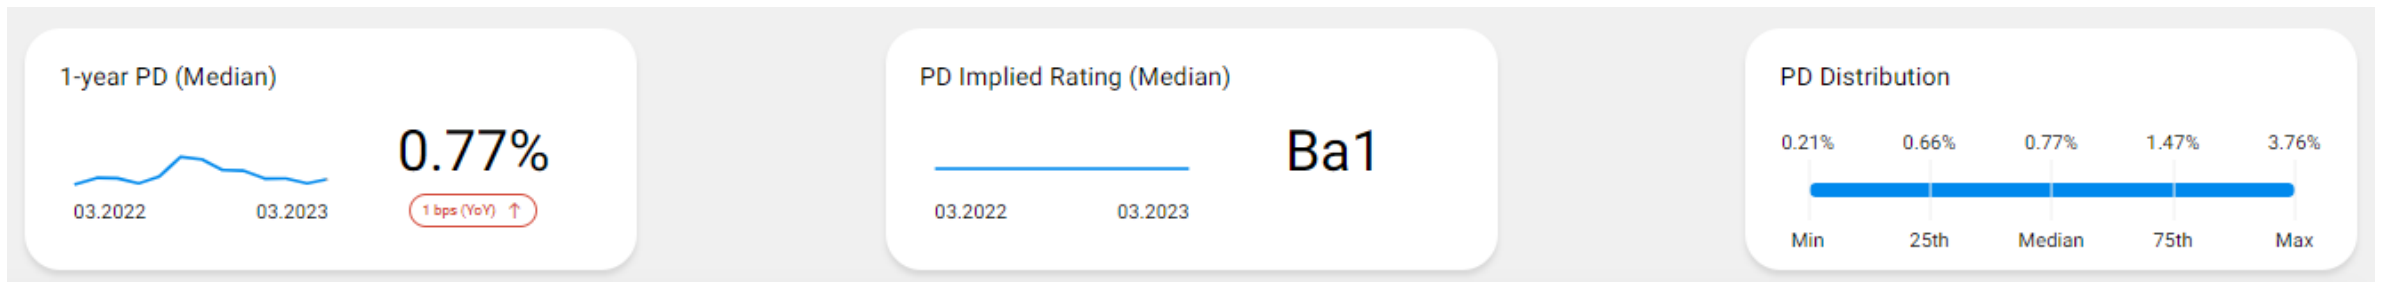 1-year PD (Median)
0.77%
1 bps (YoY) ↑
03.2022 03.2023
PD Implied Rating (Median)
Ba1
03.2022 03.2023
PD Distribution
0.21% 0.66% 0.77% 1.47% 3.76%
Min 25th Median 75th Max